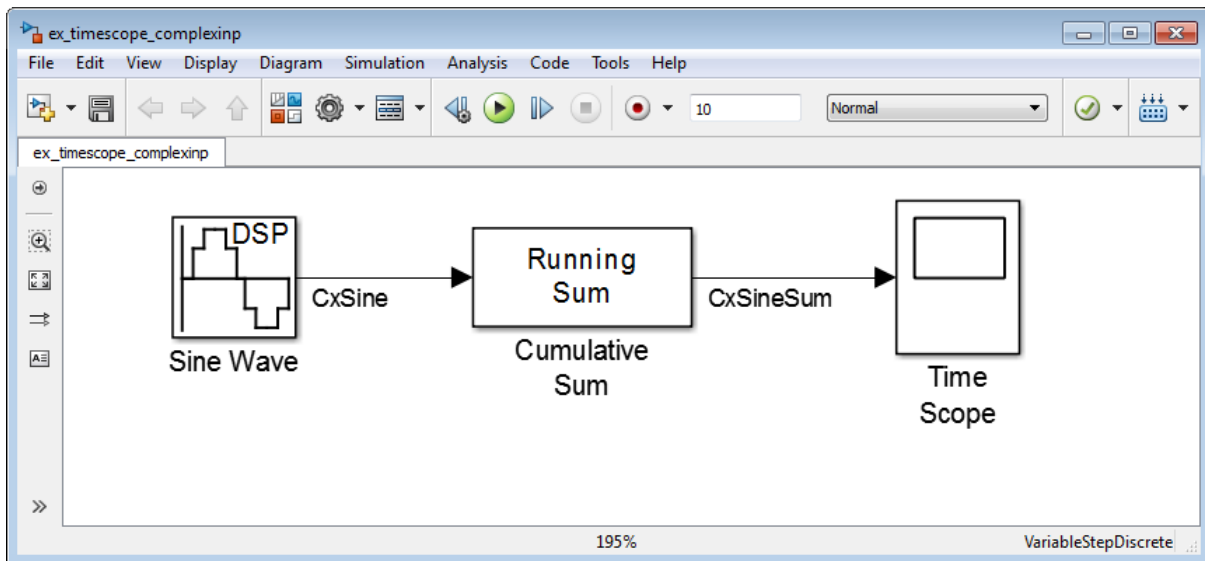 ex_timescope_complexinp
File Edit View Display Diagram Simulation Analysis Code Tools Help
10 Normal
ex_timescope_complexinp
DSP
Running
Sum
CxSine
CxSineSum
Sine Wave
Cumulative
Sum
Time
Scope
195%
VariableStepDiscrete